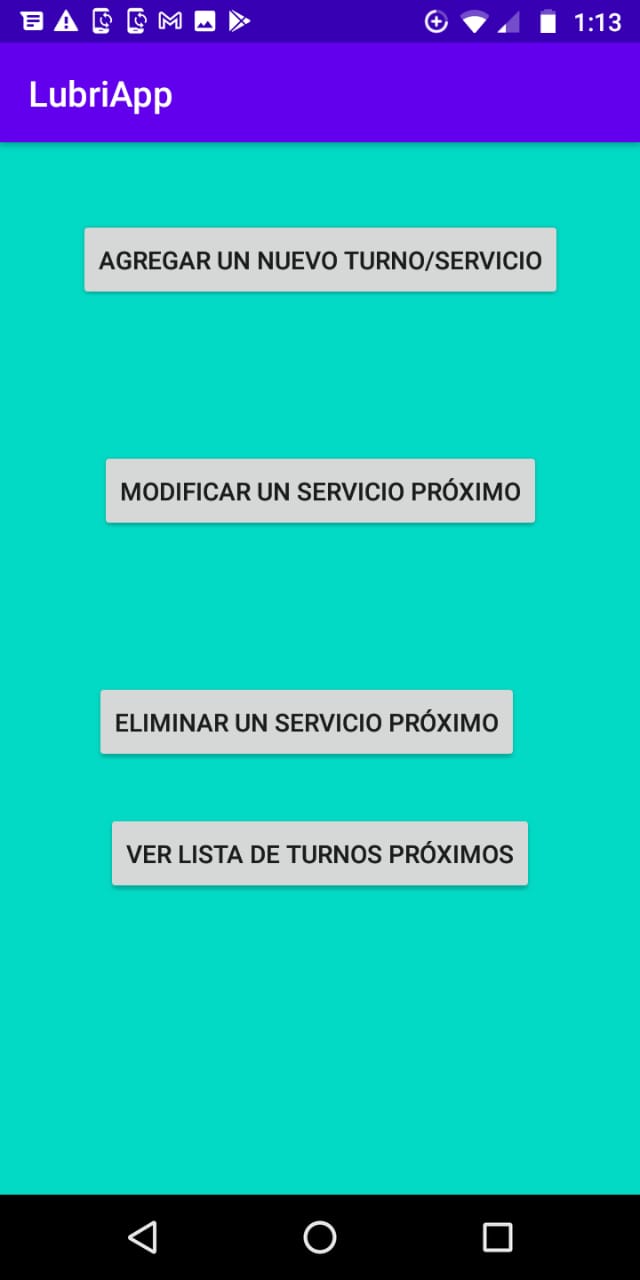 1:13
LubriApp
AGREGAR UN NUEVO TURNO/SERVICIO
MODIFICAR UN SERVICIO PRÓXIMO
ELIMINAR UN SERVICIO PRÓXIMO
VER LISTA DE TURNOS PRÓXIMOS